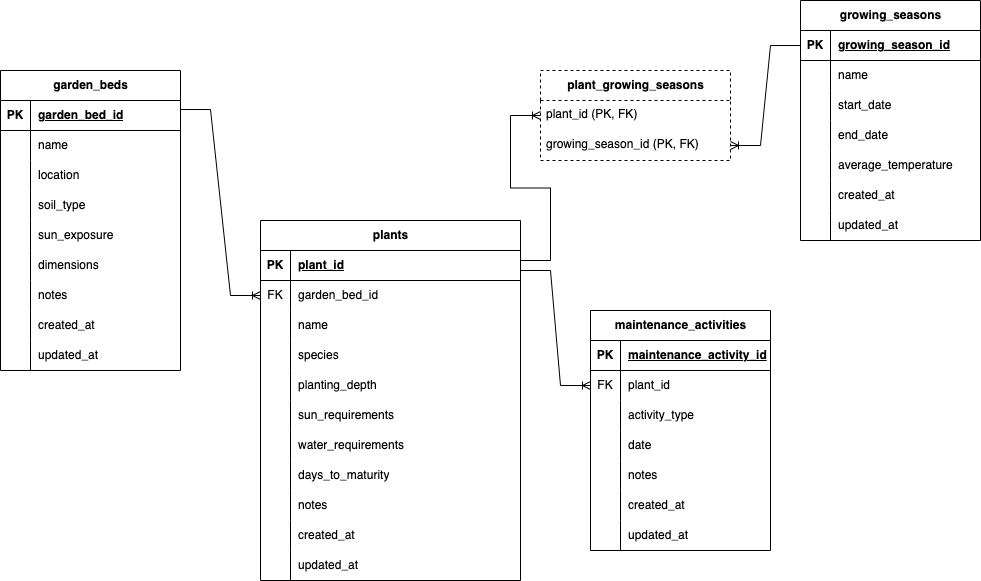 garden_beds
PK garden_bed_id
name
location
soil_type
sun_exposure
dimensions
notes
created_at
updated_at
plants
PK plant_id
FK garden_bed_id
name
species
planting_depth
sun_requirements
water_requirements
days_to_maturity
notes
created_at
updated_at
plant_growing_seasons
plant_id (PK, FK)
growing_season_id (PK, FK)
growing_seasons
PK growing_season_id
name
start_date
end_date
average_temperature
created_at
updated_at
maintenance_activities
PK maintenance_activity_id
FK plant_id
activity_type
date
notes
created_at
updated_at